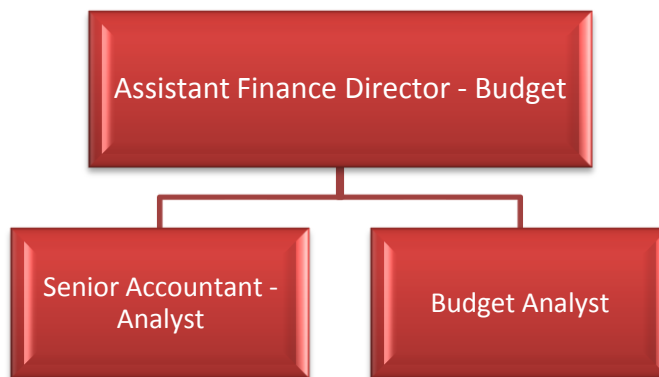 Assistant Finance Director - Budget
Senior Accountant -
Analyst
Budget Analyst